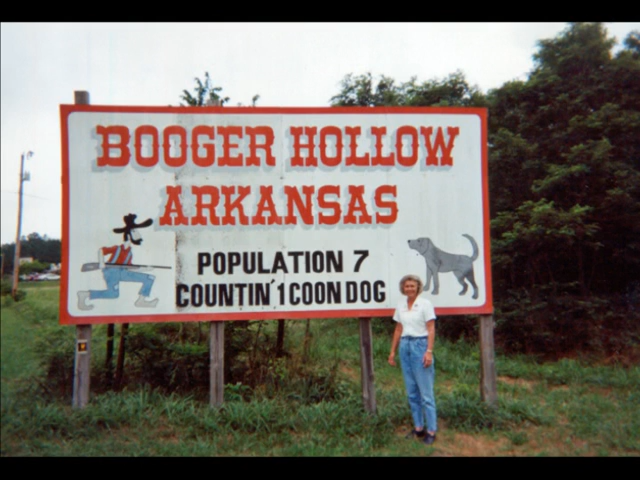 BOOGER HOLLOW
ARKANSAS
POPULATION 7
COUNTIN' 1 COON DOG